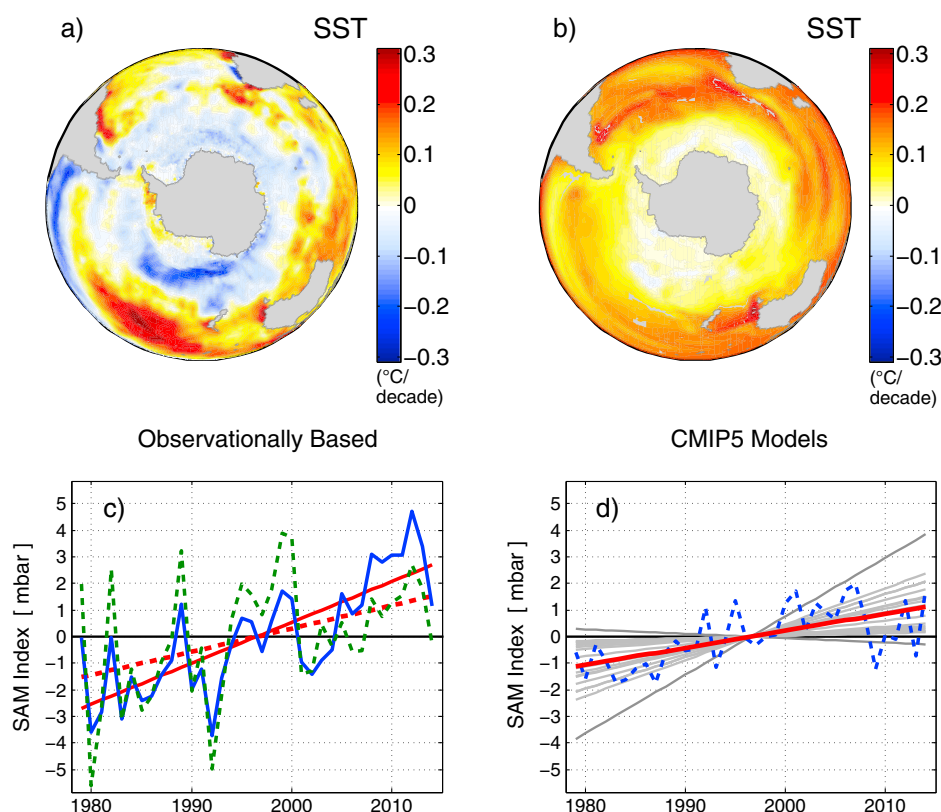 a) SST
0.3
0.2
0.1
0
−0.1
−0.2
−0.3
(°C/
decade)
b) SST
0.3
0.2
0.1
0
−0.1
−0.2
−0.3
(°C/
decade)
Observationally Based
CMIP5 Models
c)
SAM Index [ mbar ]
5
4
3
2
1
0
−1
−2
−3
−4
−5
1980 1990 2000 2010
d)
SAM Index [ mbar ]
5
4
3
2
1
0
−1
−2
−3
−4
−5
1980 1990 2000 2010